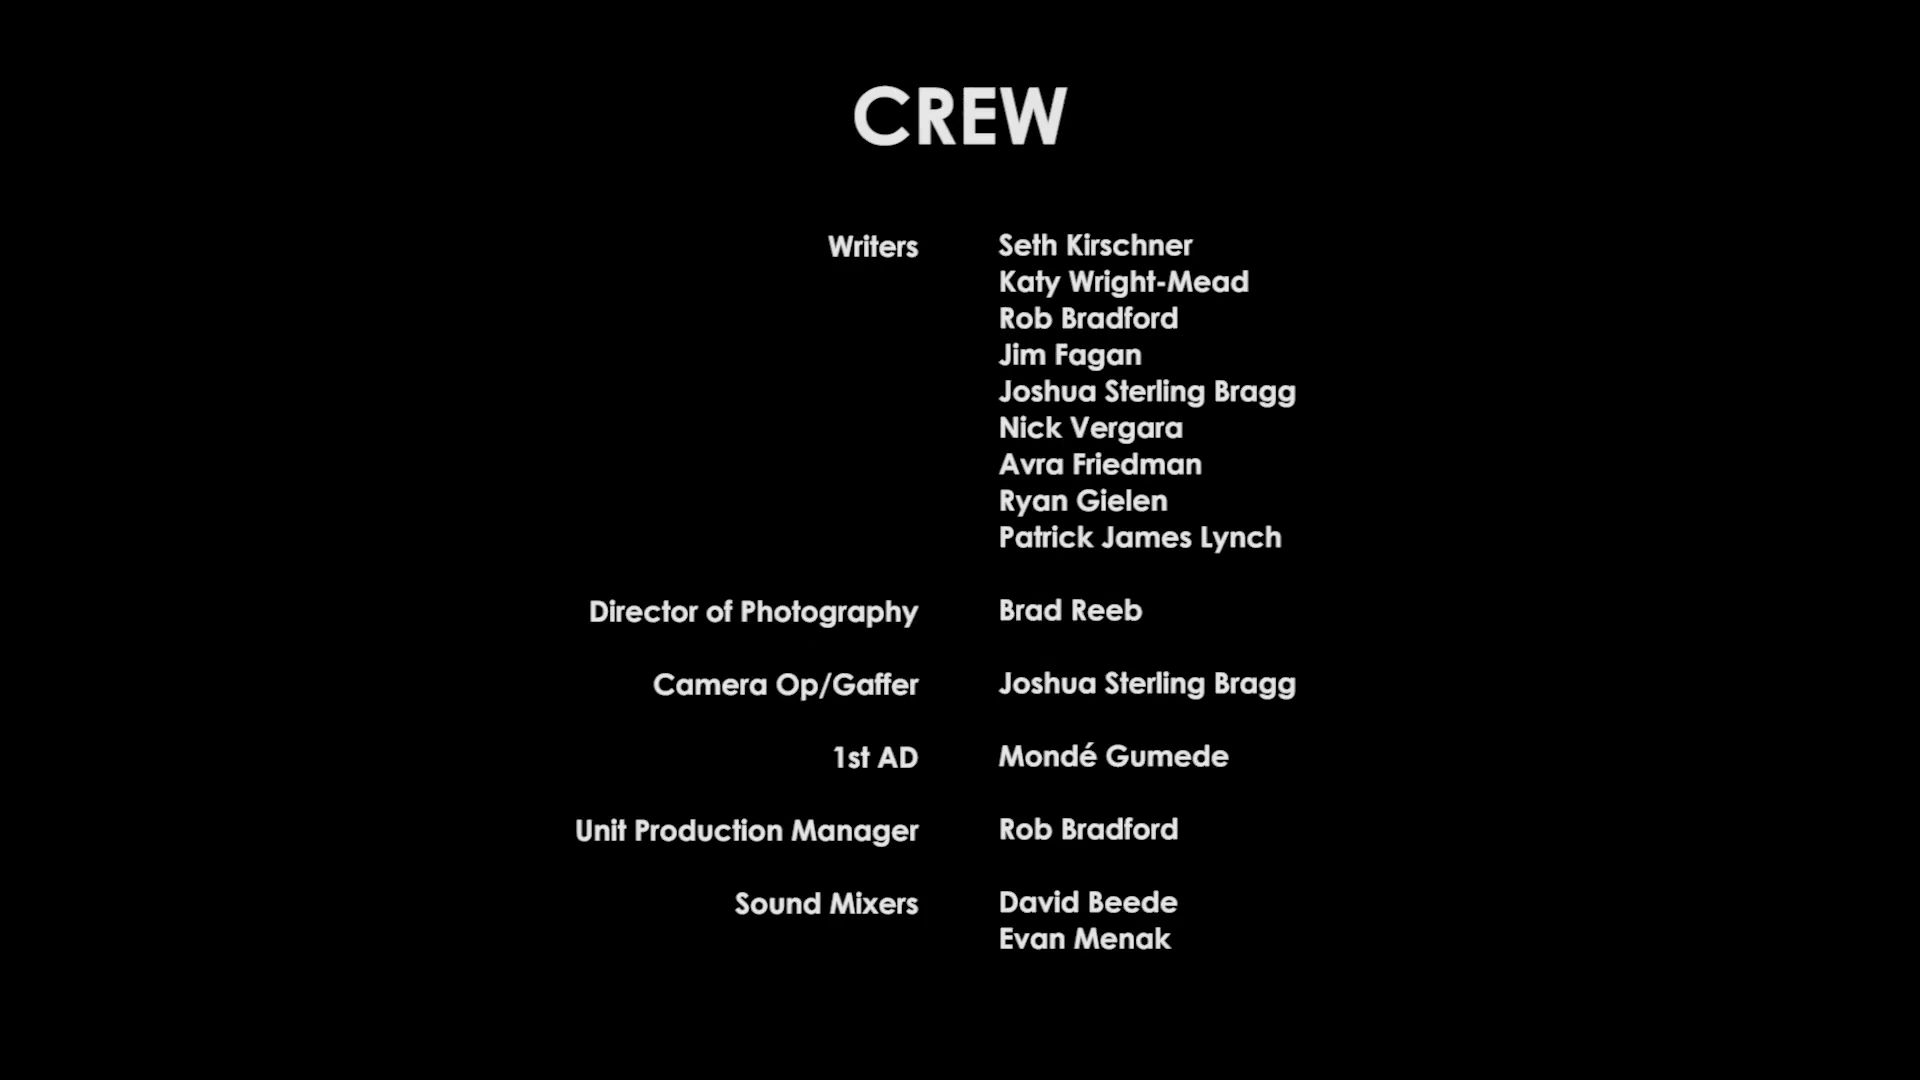 CREW
Writers Seth Kirschner
Katy Wright-Mead
Rob Bradford
Jim Fagan
Joshua Sterling Bragg
Nick Vergara
Avra Friedman
Ryan Gielen
Patrick James Lynch
Director of Photography Brad Reeb
Camera Op/Gaffer Joshua Sterling Bragg
1st AD Mondé Gumede
Unit Production Manager Rob Bradford
Sound Mixers David Beede
Evan Menak